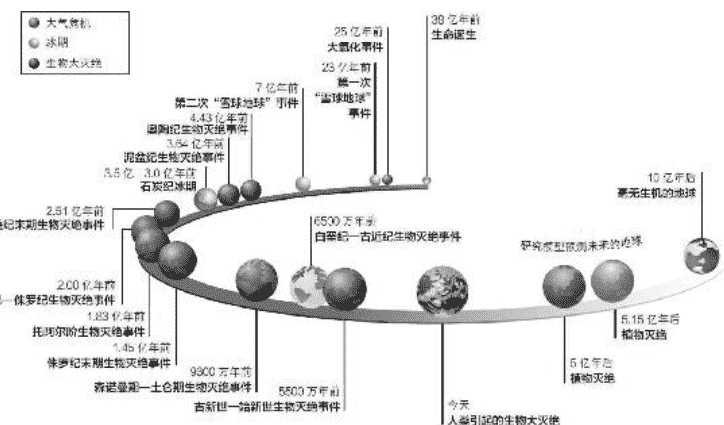 大气危机
冰期
生物大灭绝
38 亿年前
生命诞生
25 亿年前
大氧化事件
23 亿年前
第一次
“雪球地球”
事件
7 亿年前
第二次“雪球地球”事件
4.43 亿年前
奥陶纪生物灭绝事件
3.64 亿年前
泥盆纪生物灭绝事件
3.5 亿 3.0 亿年前
石炭纪冰期
2.51 亿年前
纪末期生物灭绝事件
2.00 亿年前
—侏罗纪生物灭绝事件
1.83 亿年前
托阿尔阶生物灭绝事件
1.45 亿年前
侏罗纪末期生物灭绝事件
9300 万年前
森诺曼期—土仑期生物灭绝事件
6500 万年前
白垩纪—古近纪生物灭绝事件
5500 万年前
古新世—始新世生物灭绝事件
今天
人类引起的生物大灭绝
研究模型预测未来的地球
5 亿年后
植物灭绝
5.15 亿年后
植物灭绝
10 亿年后
毫无生机的地球